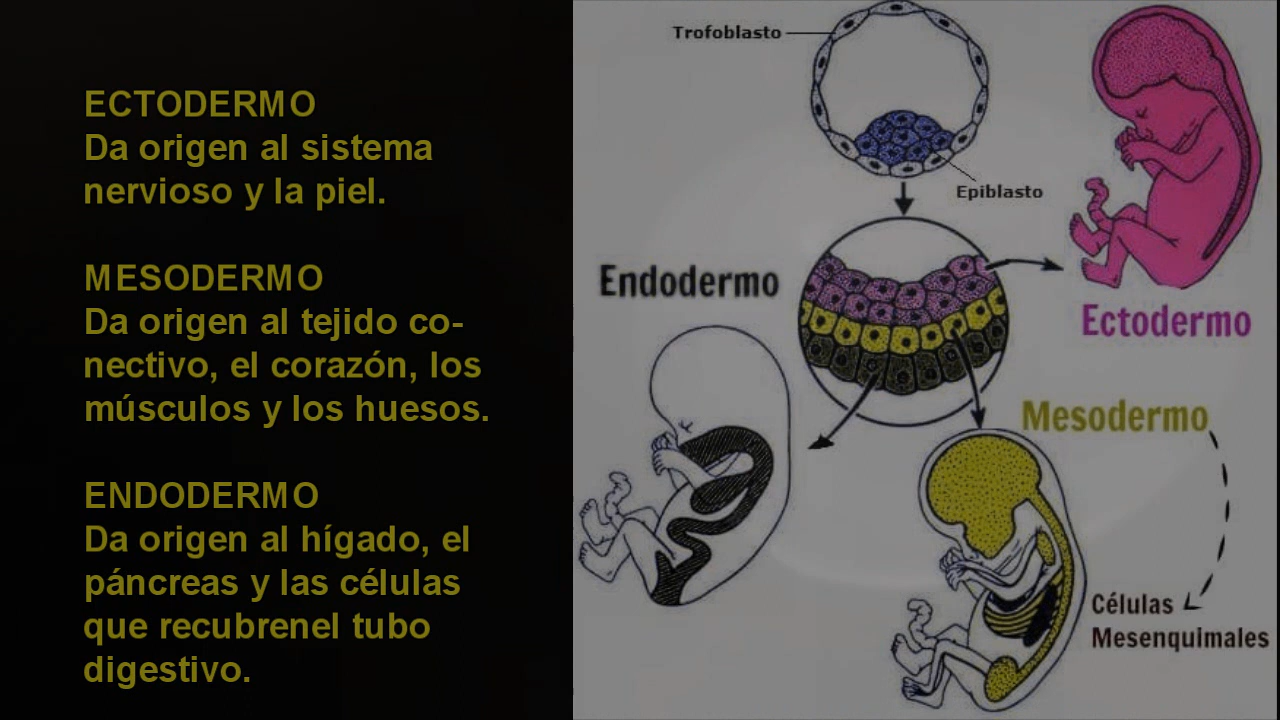 ECTODERMO
Da origen al sistema
nervioso y la piel.
MESODERMO
Da origen al tejido co-
nectivo, el corazón, los
músculos y los huesos.
ENDODERMO
Da origen al hígado, el
páncreas y las células
que recubrenel tubo
digestivo.
Trofoblasto
Epiblasto
Endodermo
Ectodermo
Mesodermo
Células
Mesenquimales